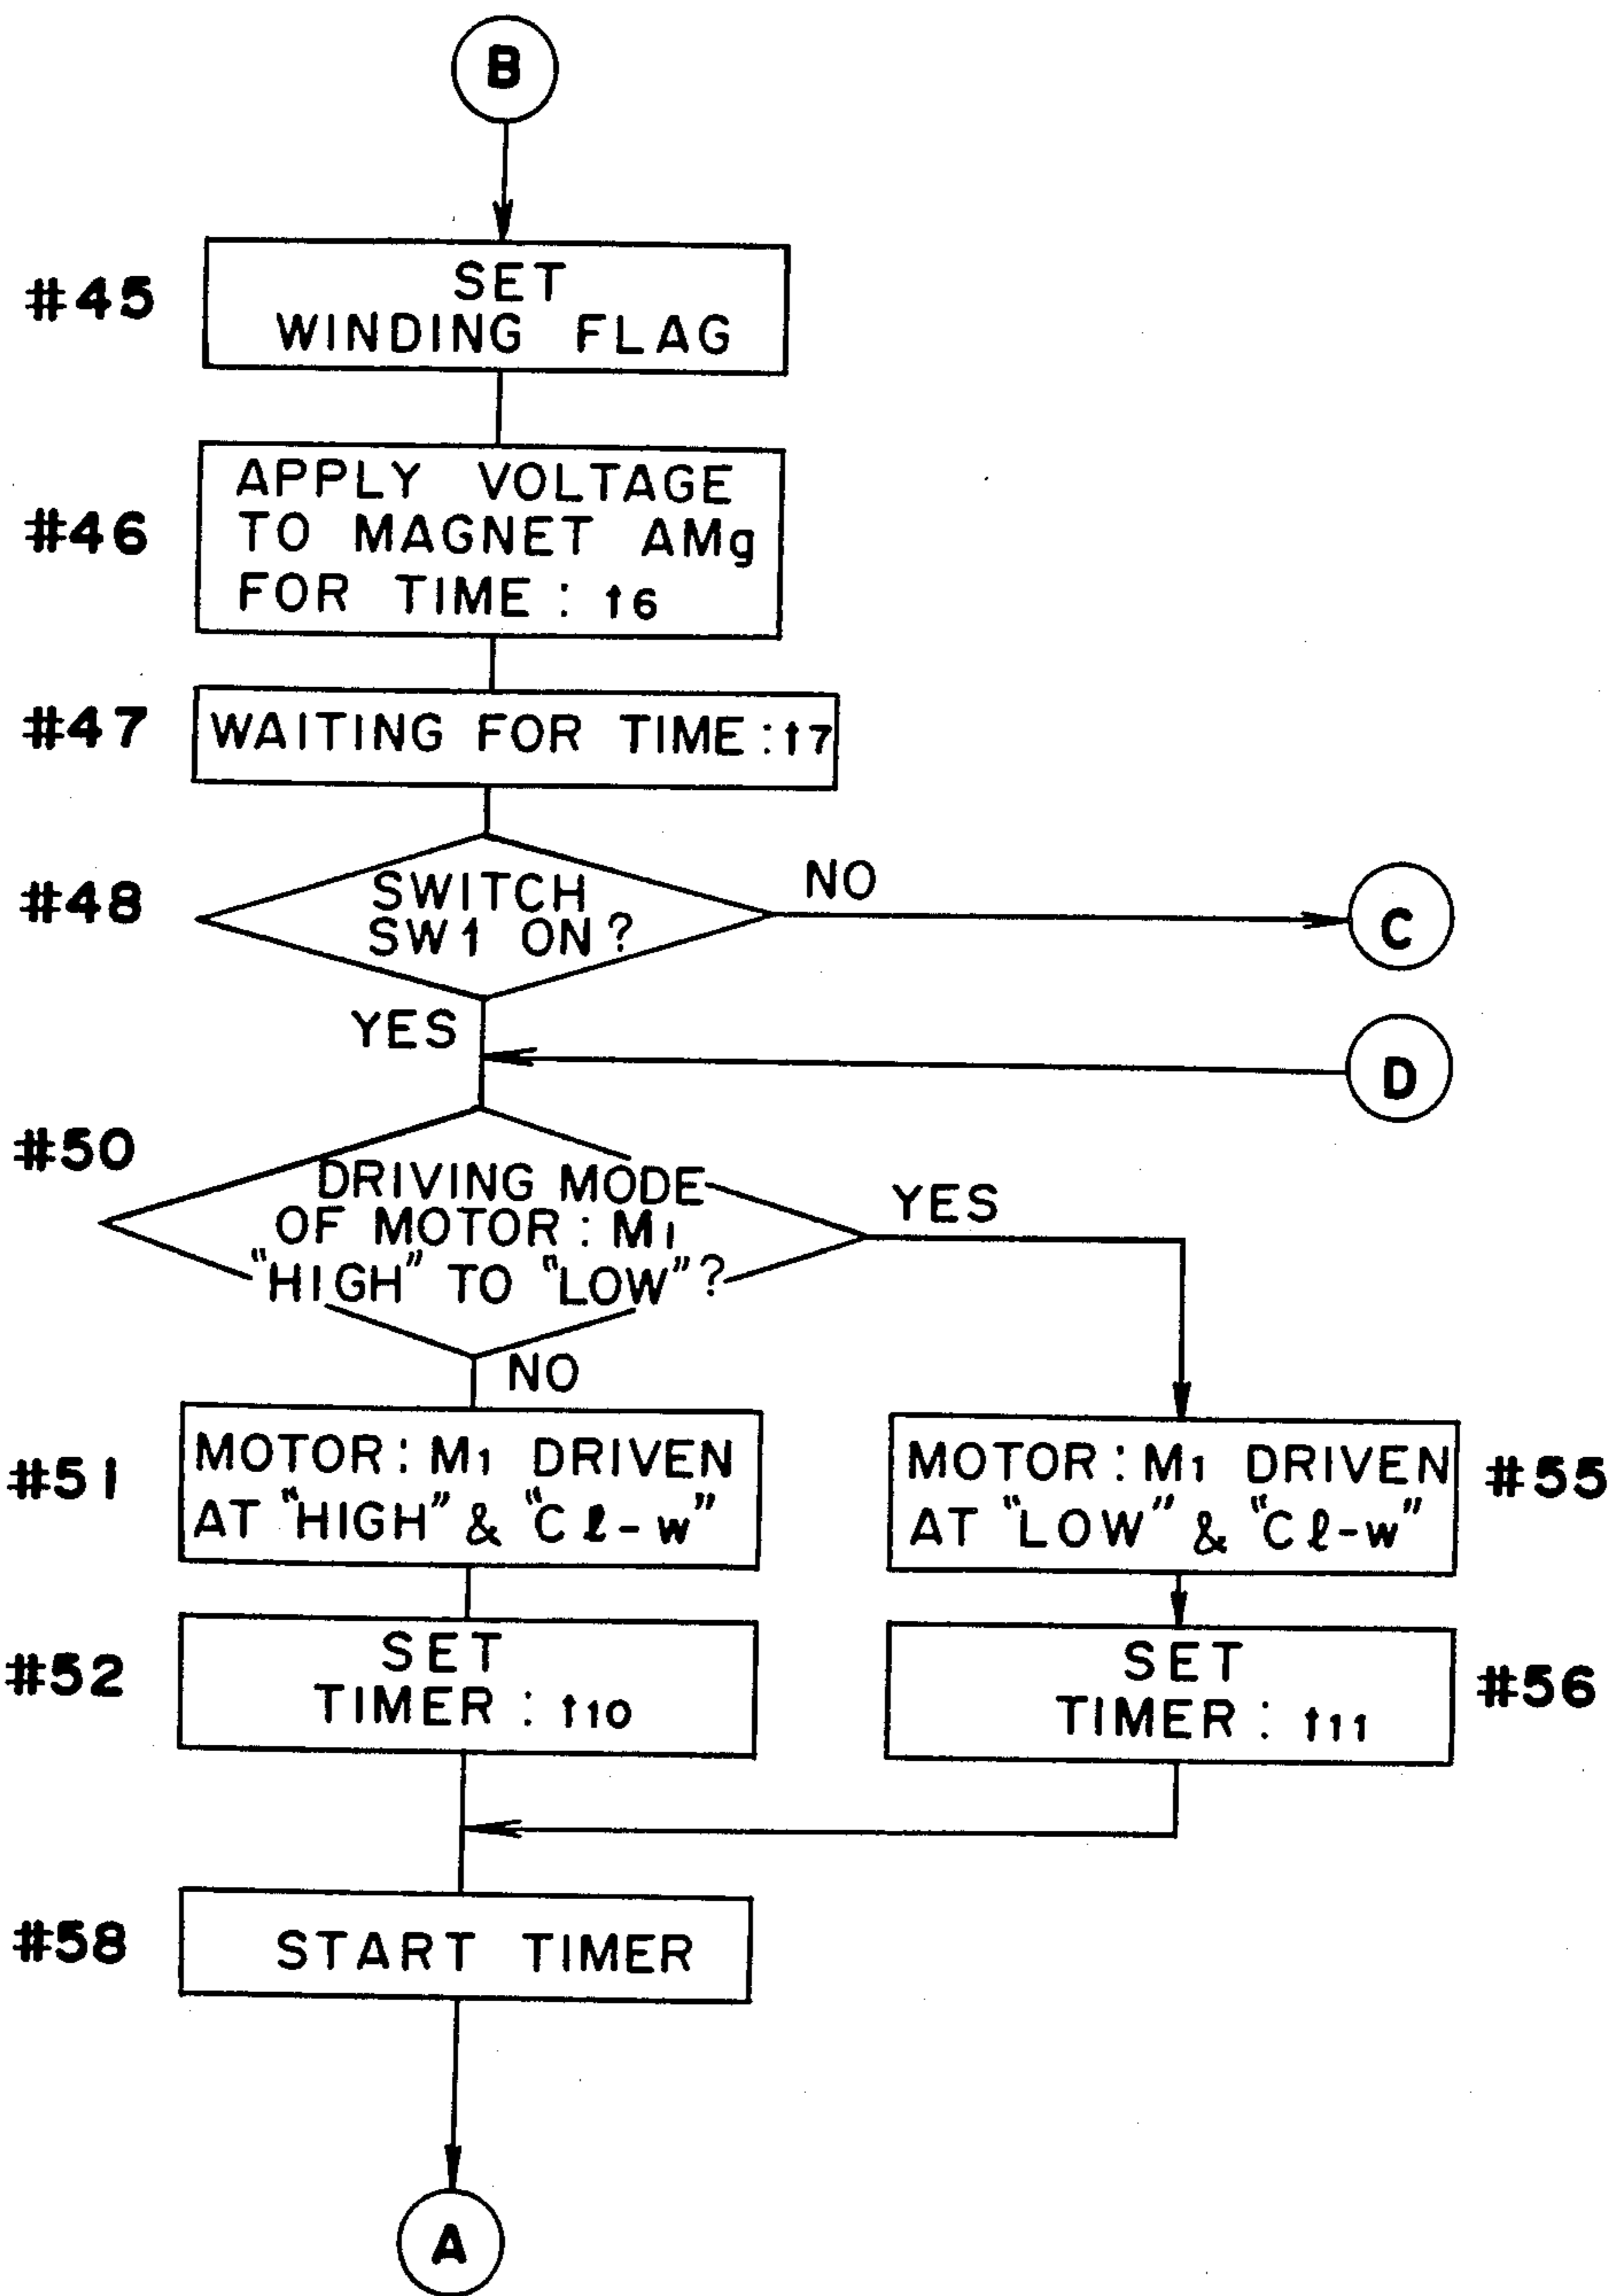 B
#45
SET
WINDING FLAG
#46
APPLY VOLTAGE
TO MAGNET AMg
FOR TIME : t6
#47
WAITING FOR TIME : t7
#48
SWITCH
SW1 ON?
NO
C
YES
D
#50
DRIVING MODE
OF MOTOR : M1
"HIGH" TO "LOW"?
YES
NO
#51
MOTOR : M1 DRIVEN
AT "HIGH" & "Cl-w"
MOTOR : M1 DRIVEN
AT "LOW" & "Cl-w"
#55
#52
SET
TIMER : t10
SET
TIMER : t11
#56
#58
START TIMER
A